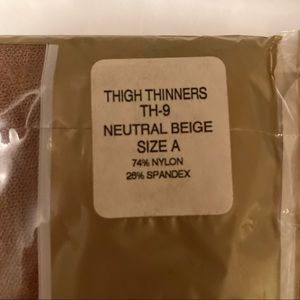 THIGH THINNERS
TH-9
NEUTRAL BEIGE
SIZE A
74% NYLON
26% SPANDEX